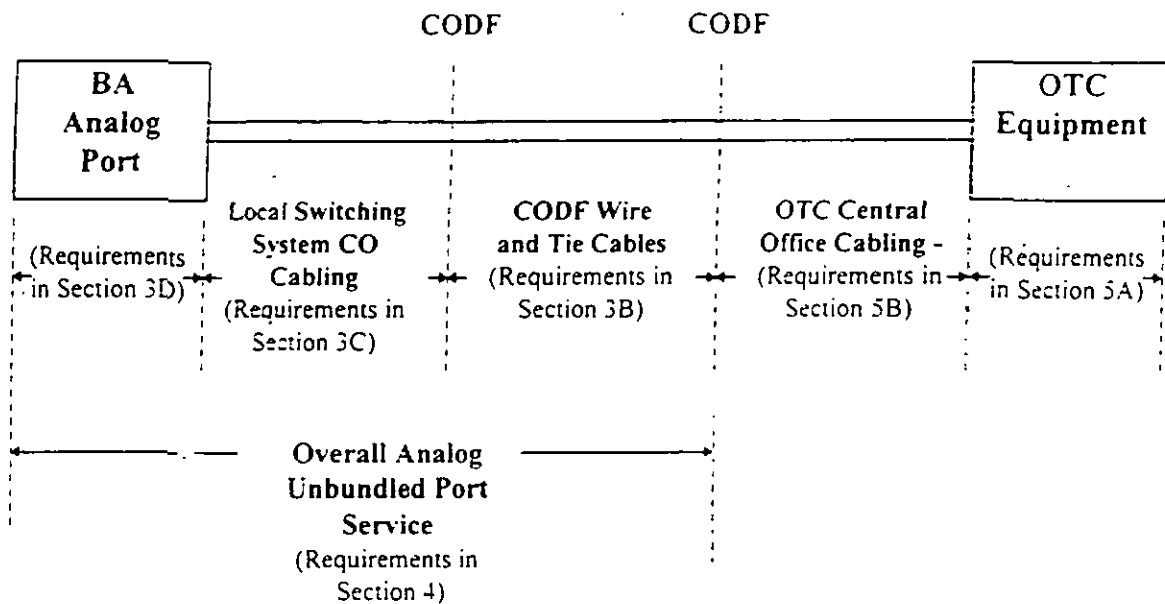 CODF
CODF
BA
Analog
Port
OTC
Equipment
(Requirements
in Section 3D)
Local Switching
System CO
Cabling
(Requirements in
Section 3C)
CODF Wire
and Tie Cables
(Requirements in
Section 3B)
OTC Central
Office Cabling -
(Requirements in
Section 5B)
(Requirements
in Section 5A)
Overall Analog
Unbundled Port
Service
(Requirements in
Section 4)